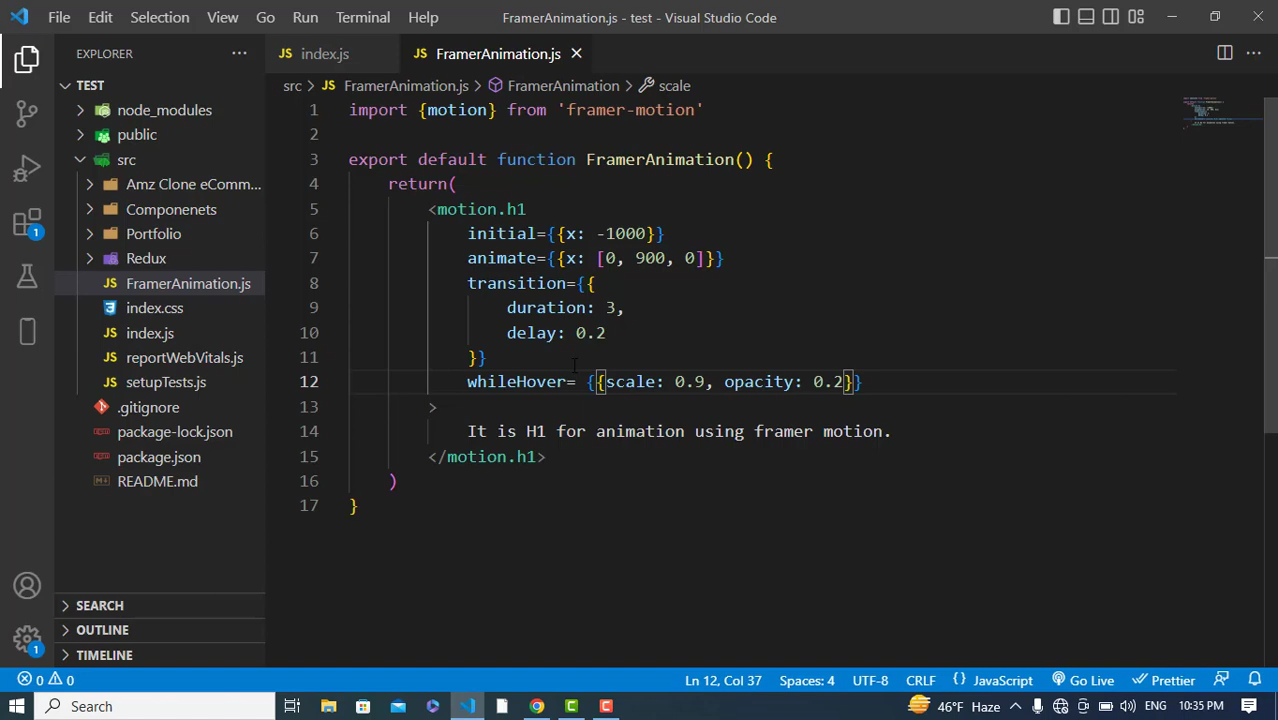 File Edit Selection View Go Run Terminal Help FramerAnimation.js - test - Visual Studio Code
EXPLORER
TEST
node_modules
public
src
Amz Clone eComm...
Componenets
Portfolio
Redux
FramerAnimation.js
index.css
index.js
reportWebVitals.js
setupTests.js
.gitignore
package-lock.json
package.json
README.md
SEARCH
OUTLINE
TIMELINE
1
1
JS index.js JS FramerAnimation.js
src > JS FramerAnimation.js > FramerAnimation > scale
1 import {motion} from 'framer-motion'
2
3 export default function FramerAnimation() {
4 return(
5 <motion.h1
6 initial={{x: -1000}}
7 animate={{x: [0, 900, 0]}}
8 transition={{
9 duration: 3,
10 delay: 0.2
11 }}
12 whileHover= {{scale: 0.9, opacity: 0.2}}
13 >
14 It is H1 for animation using framer motion.
15 </motion.h1>
16 )
17 }
0 0 Ln 12, Col 37 Spaces: 4 UTF-8 CRLF {} JavaScript Go Live Prettier
Search 46°F Haze ENG 10:35 PM